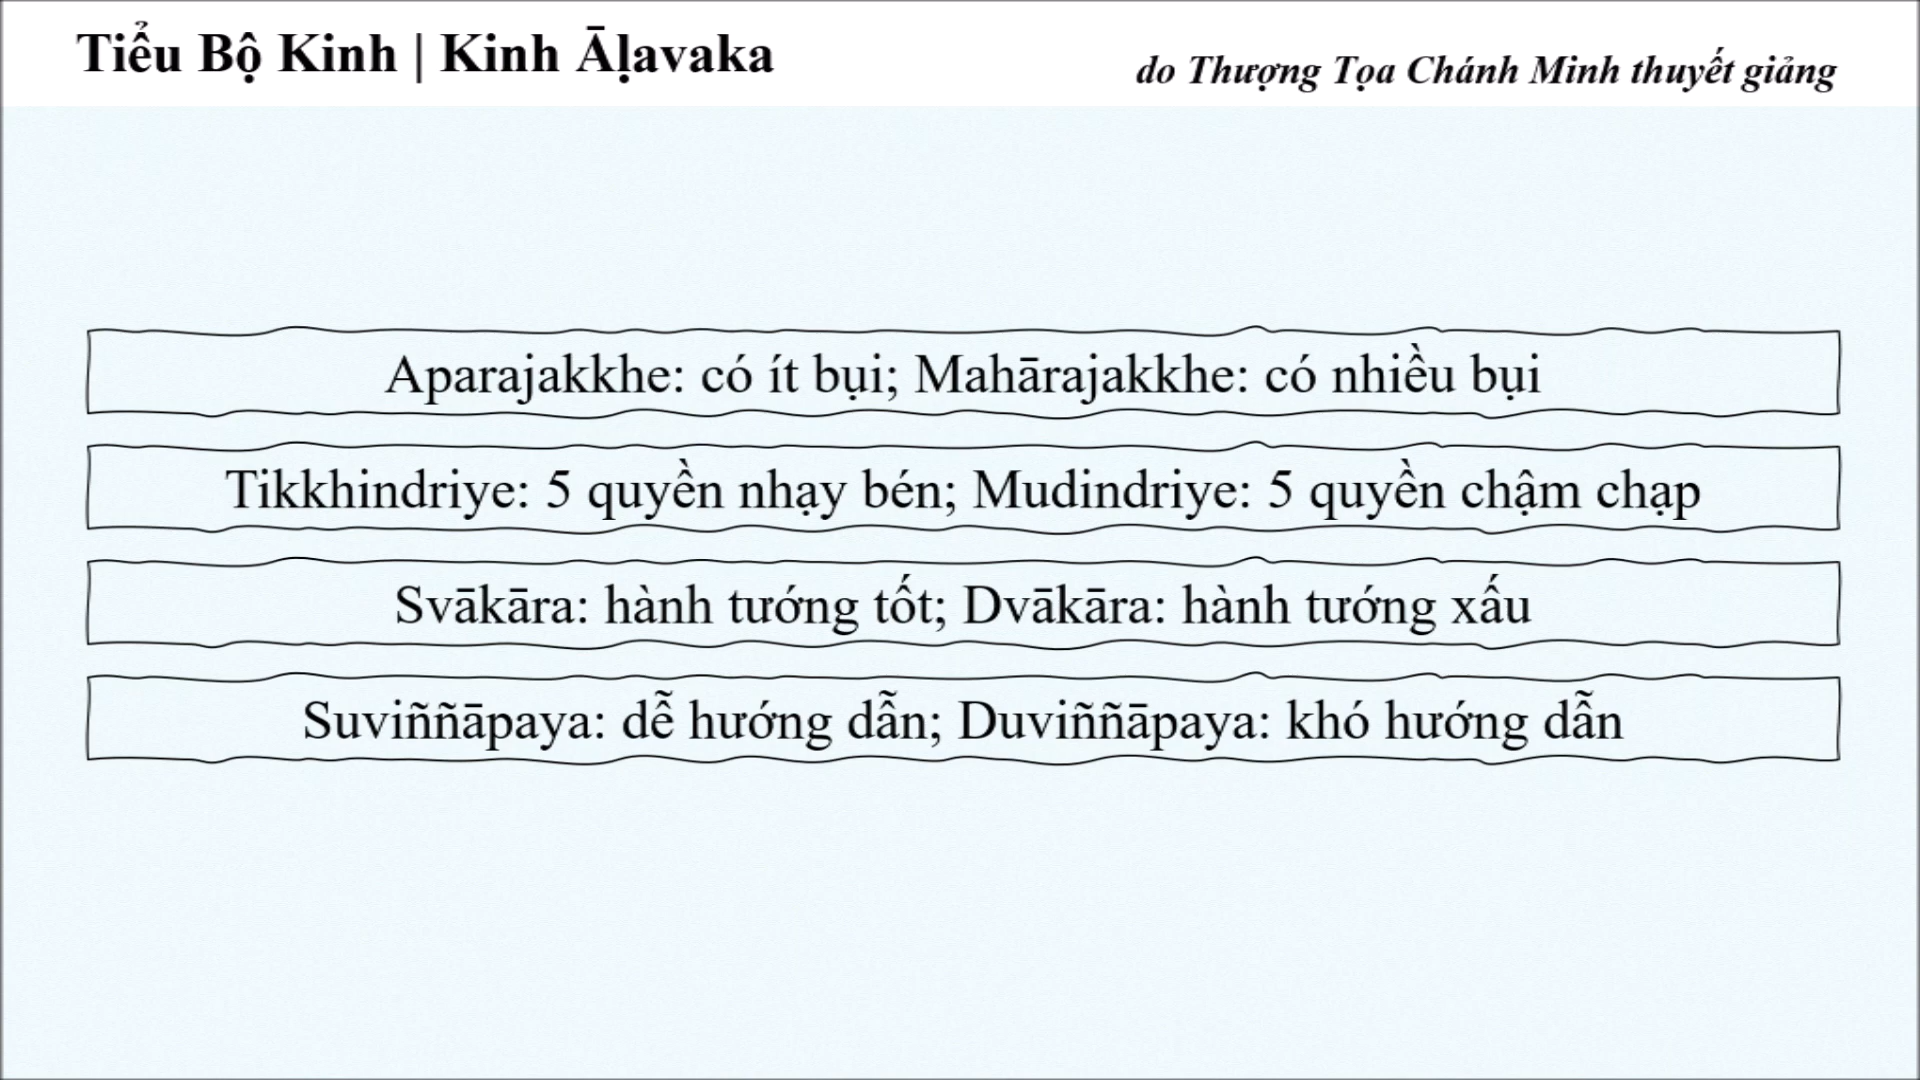 Tiểu Bộ Kinh | Kinh Āḷavaka
do Thượng Tọa Chánh Minh thuyết giảng
Aparajakkhe: có ít bụi; Mahārajakkhe: có nhiều bụi
Tikkhindriye: 5 quyền nhạy bén; Mudindriye: 5 quyền chậm chạp
Svākāra: hành tướng tốt; Dvākāra: hành tướng xấu
Suviññāpaya: dễ hướng dẫn; Duviññāpaya: khó hướng dẫn